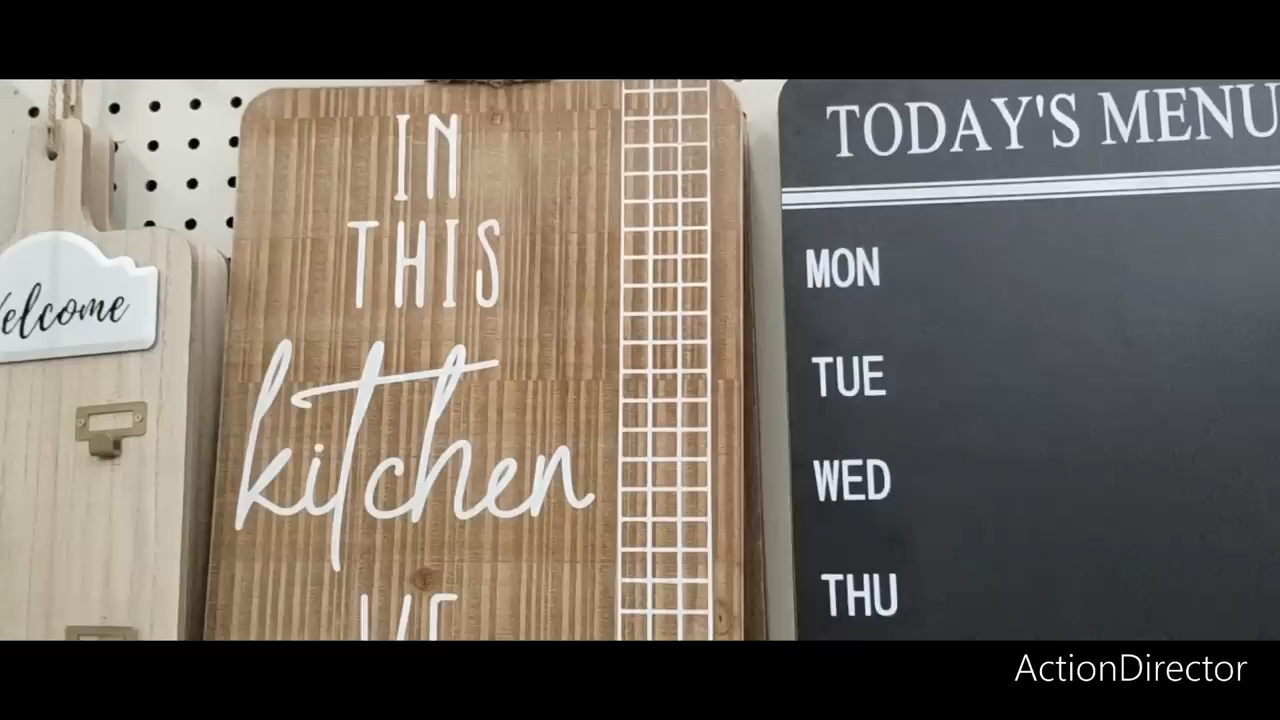 Welcome
IN
THIS
kitchen
TODAY'S MENU
MON
TUE
WED
THU
ActionDirector